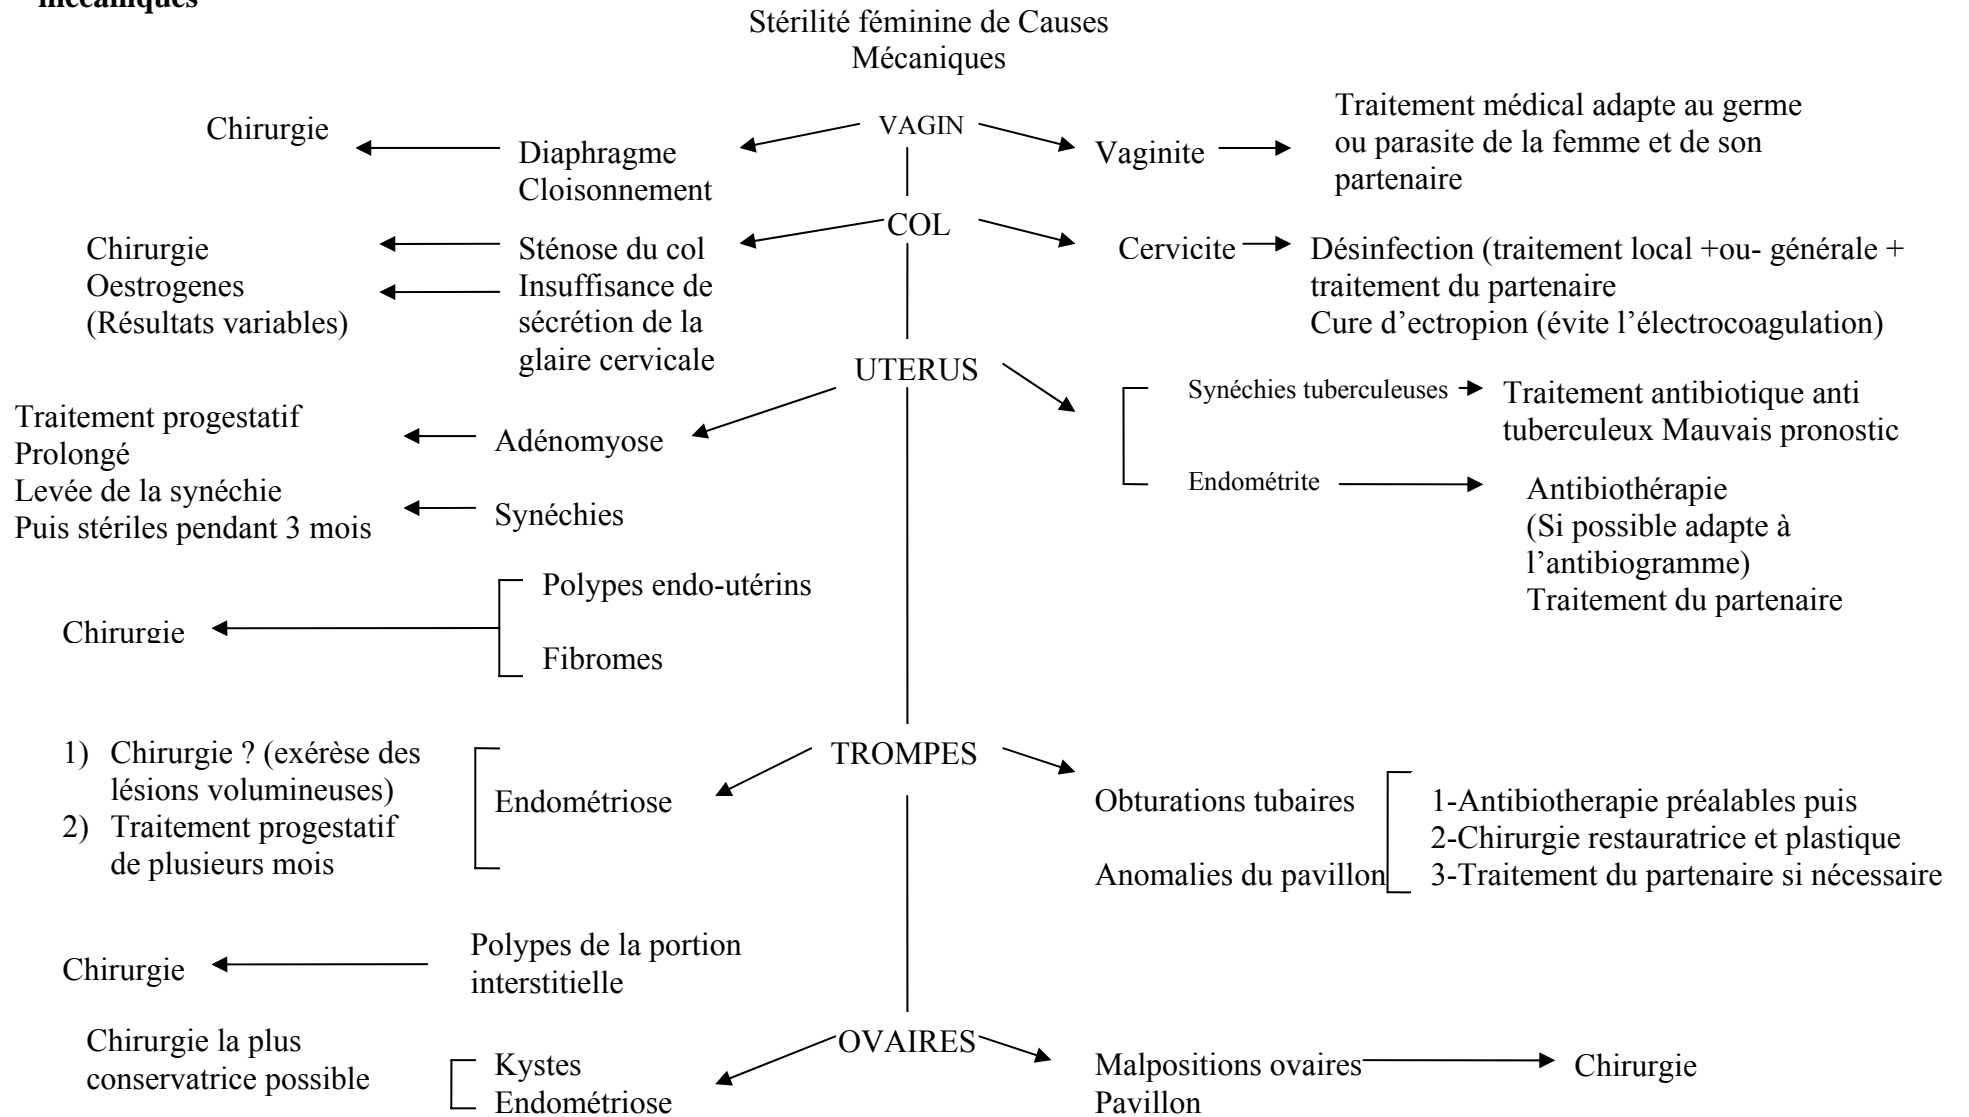 mécaniques
Stérilité féminine de Causes
Mécaniques
VAGIN
Chirurgie
Diaphragme
Cloisonnement
Vaginite
Traitement médical adapte au germe
ou parasite de la femme et de son
partenaire
COL
Chirurgie
Oestrogenes
(Résultats variables)
Sténose du col
Insuffisance de
sécrétion de la
glaire cervicale
Cervicite
Désinfection (traitement local +ou- générale +
traitement du partenaire
Cure d’ectropion (évite l’électrocoagulation)
UTERUS
Traitement progestatif
Prolongé
Levée de la synéchie
Puis stériles pendant 3 mois
Adénomyose
Synéchies
Synéchies tuberculeuses
Traitement antibiotique anti
tuberculeux Mauvais pronostic
Endométrite
Antibiothérapie
(Si possible adapte à
l’antibiogramme)
Traitement du partenaire
Chirurgie
Polypes endo-utérins
Fibromes
TROMPES
1) Chirurgie ? (exérèse des
lésions volumineuses)
2) Traitement progestatif
de plusieurs mois
Endométriose
Obturations tubaires
Anomalies du pavillon
1-Antibiotherapie préalables puis
2-Chirurgie restauratrice et plastique
3-Traitement du partenaire si nécessaire
Chirurgie
Polypes de la portion
interstitielle
OVAIRES
Chirurgie la plus
conservatrice possible
Kystes
Endométriose
Malpositions ovaires
Pavillon
Chirurgie